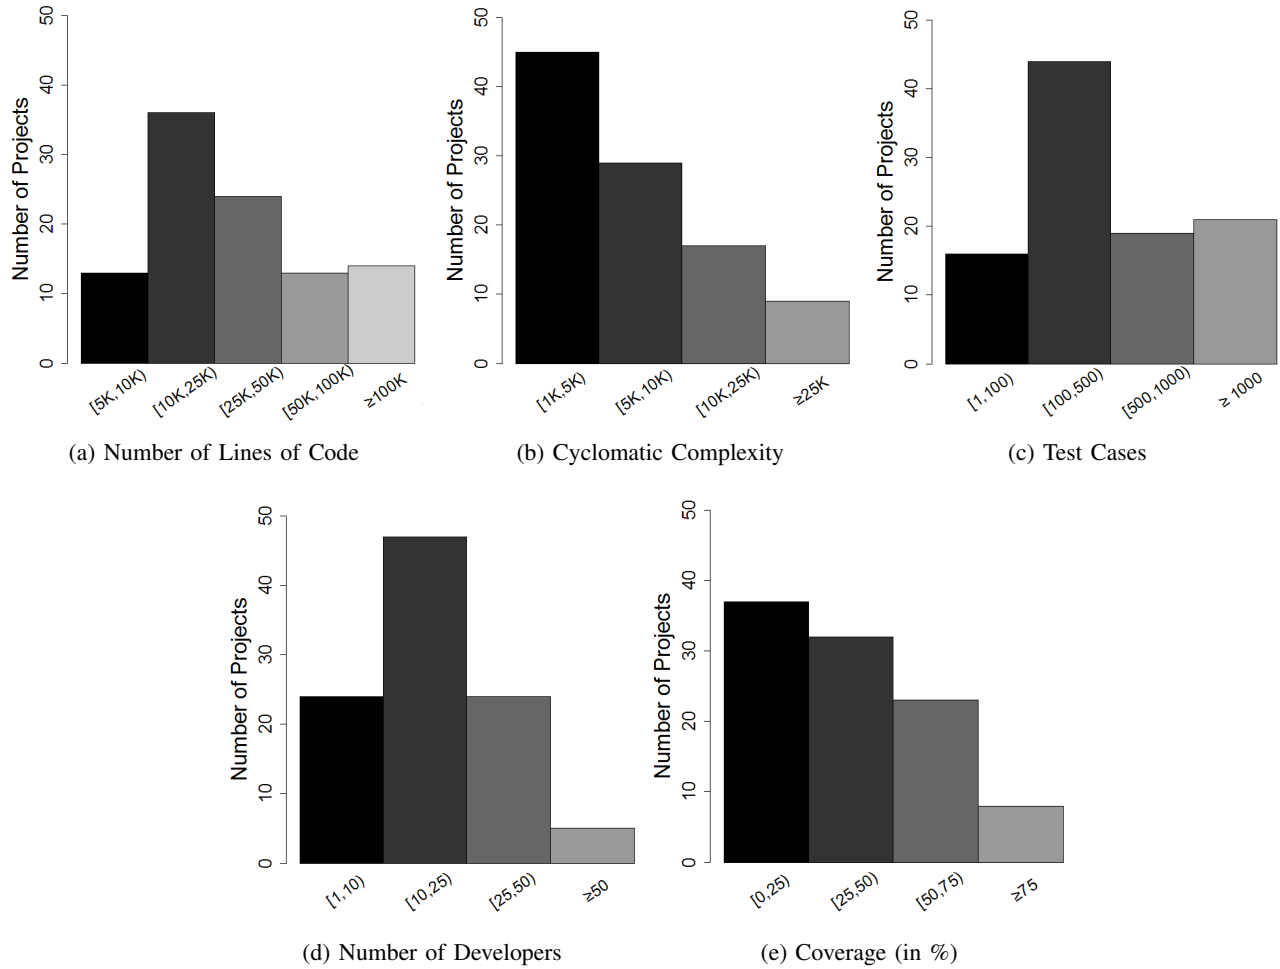 Number of Projects
50
40
30
20
10
0
[5K,10K)
[10K,25K)
[25K,50K)
[50K,100K)
≥100K
(a) Number of Lines of Code
Number of Projects
50
40
30
20
10
0
[1K,5K)
[5K,10K)
[10K,25K)
≥25K
(b) Cyclomatic Complexity
Number of Projects
50
40
30
20
10
0
[1,100)
[100,500)
[500,1000)
≥ 1000
(c) Test Cases
Number of Projects
50
40
30
20
10
0
[1,10)
[10,25)
[25,50)
≥50
(d) Number of Developers
Number of Projects
50
40
30
20
10
0
[0,25)
[25,50)
[50,75)
≥75
(e) Coverage (in %)